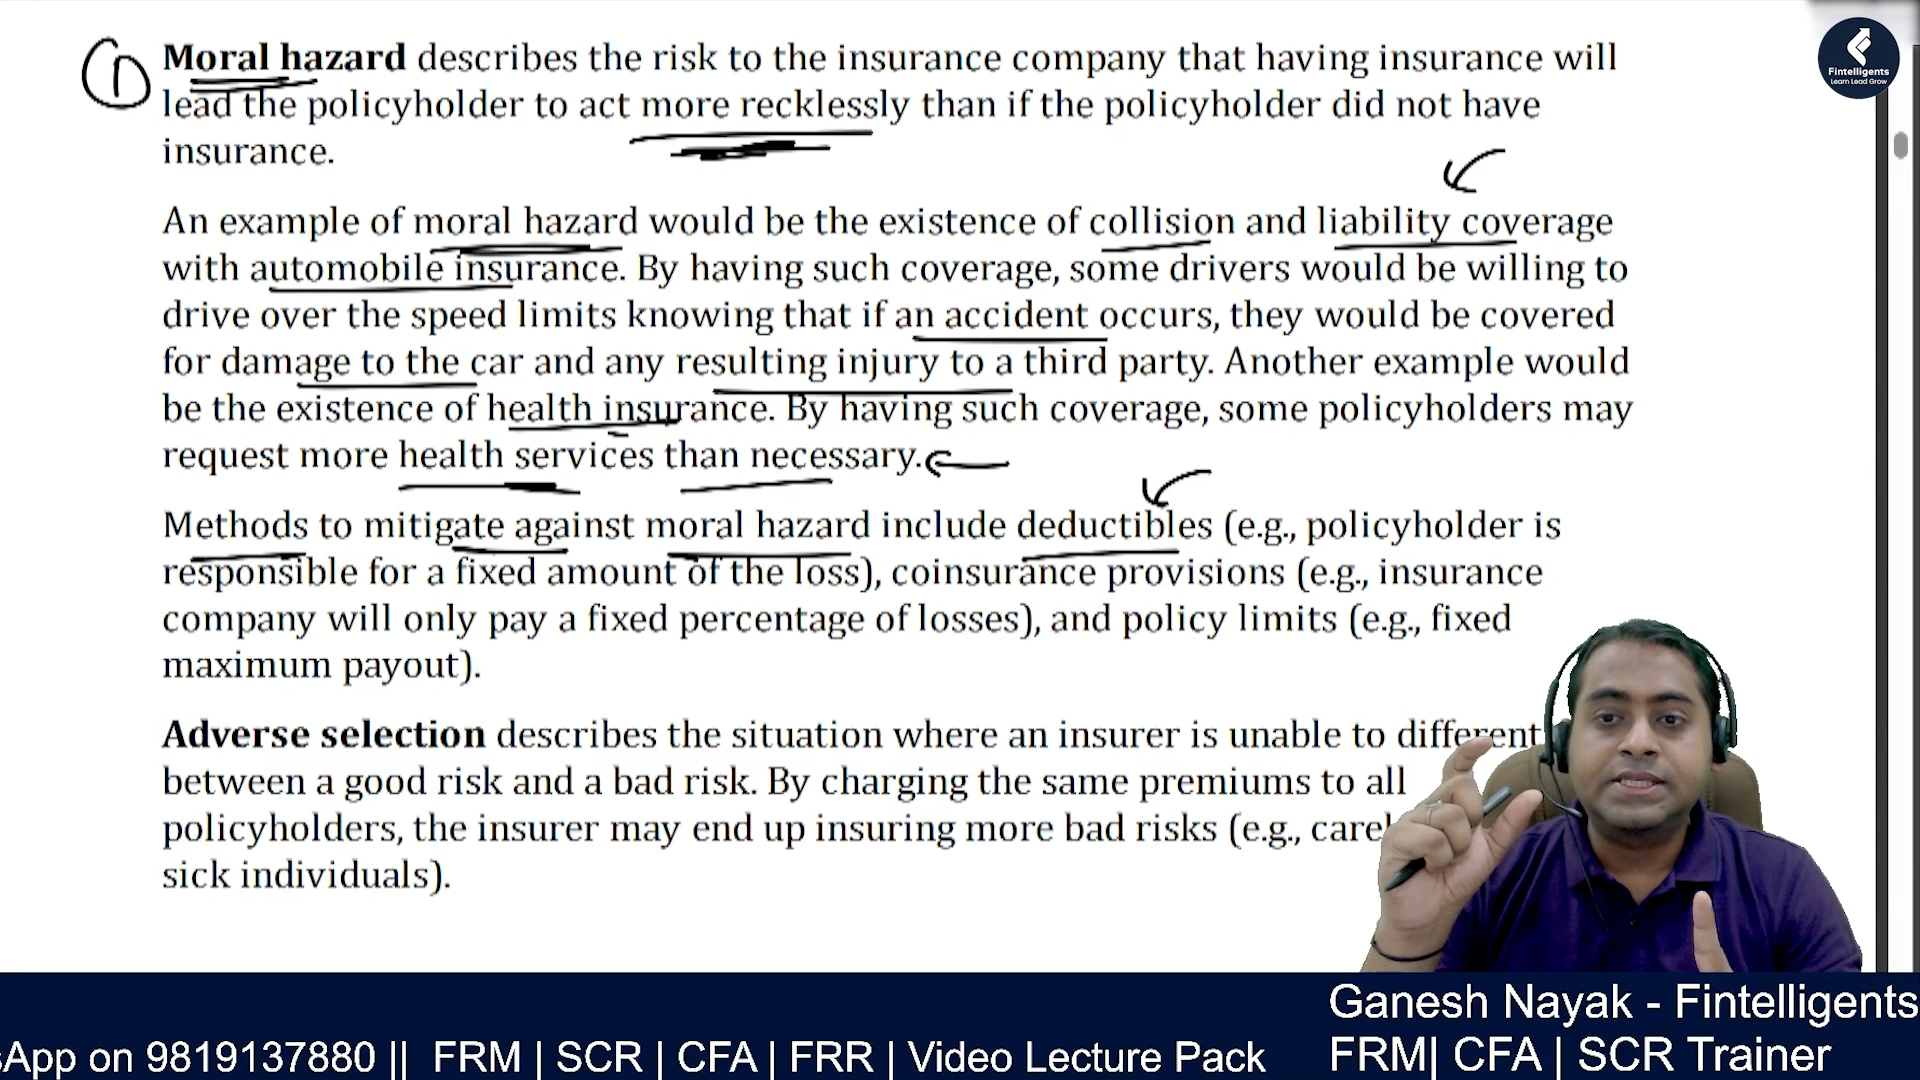 1 Moral hazard describes the risk to the insurance company that having insurance will
lead the policyholder to act more recklessly than if the policyholder did not have
insurance.
An example of moral hazard would be the existence of collision and liability coverage
with automobile insurance. By having such coverage, some drivers would be willing to
drive over the speed limits knowing that if an accident occurs, they would be covered
for damage to the car and any resulting injury to a third party. Another example would
be the existence of health insurance. By having such coverage, some policyholders may
request more health services than necessary.
Methods to mitigate against moral hazard include deductibles (e.g., policyholder is
responsible for a fixed amount of the loss), coinsurance provisions (e.g., insurance
company will only pay a fixed percentage of losses), and policy limits (e.g., fixed
maximum payout).
Adverse selection describes the situation where an insurer is unable to different
between a good risk and a bad risk. By charging the same premiums to all
policyholders, the insurer may end up insuring more bad risks (e.g., carel
sick individuals).
Fintelligents
Learn Lead Grow
Ganesh Nayak - Fintelligents
sApp on 9819137880 || FRM | SCR | CFA | FRR | Video Lecture Pack
FRM| CFA | SCR Trainer